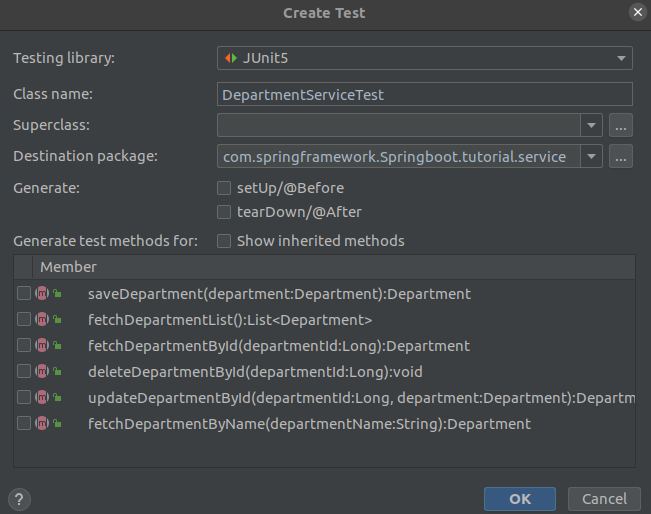 Create Test
Testing library: JUnit5
Class name: DepartmentServiceTest
Superclass: ...
Destination package: com.springframework.Springboot.tutorial.service ...
Generate: setUp/@Before
tearDown/@After
Generate test methods for: Show inherited methods
Member
m saveDepartment(department:Department):Department
m fetchDepartmentList():List<Department>
m fetchDepartmentById(departmentId:Long):Department
m deleteDepartmentById(departmentId:Long):void
m updateDepartmentById(departmentId:Long, department:Department):Departm
m fetchDepartmentByName(departmentName:String):Department
? OK Cancel